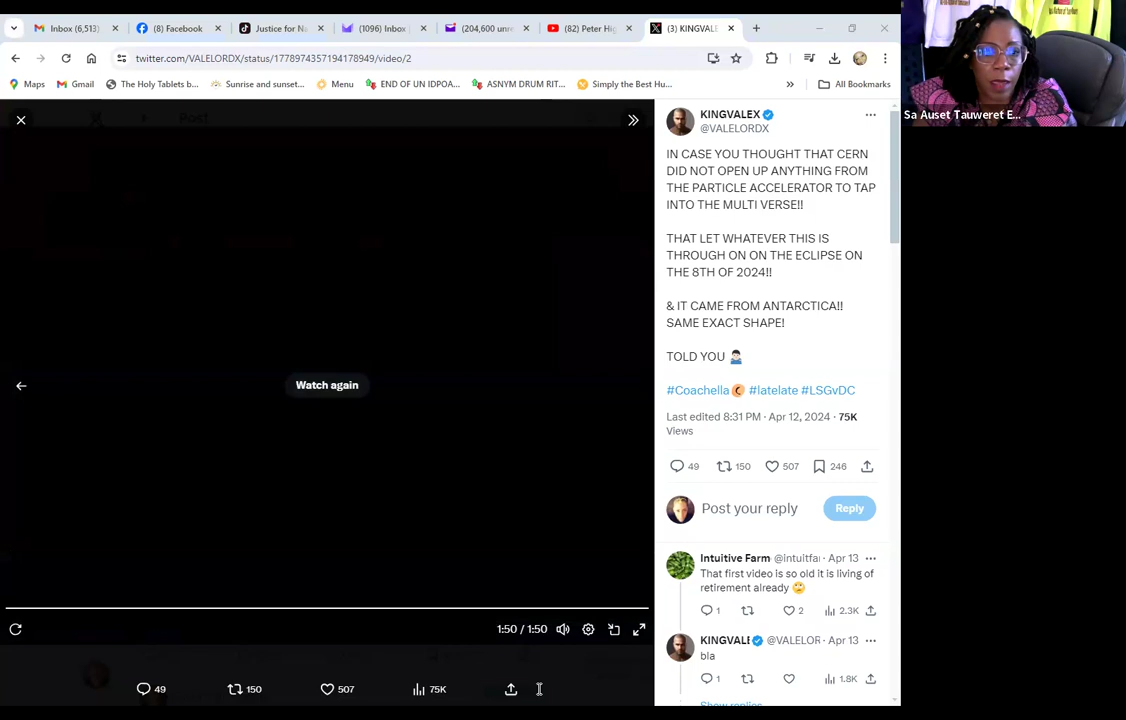 Inbox (6,513)
(8) Facebook
Justice for Na
(1096) Inbox
(204,600 unre
(82) Peter Hig
(3) KINGVALEX
twitter.com/VALELORDX/status/1778974357194178949/video/2
Maps
Gmail
The Holy Tablets b...
Sunrise and sunset...
Menu
END OF UN IDPOA...
ASNYM DRUM RIT...
Simply the Best Hu...
All Bookmarks
Sa Auset Tauweret E...
Post
KINGVALEX
@VALELORDX
IN CASE YOU THOUGHT THAT CERN
DID NOT OPEN UP ANYTHING FROM
THE PARTICLE ACCELERATOR TO TAP
INTO THE MULTI VERSE!!
THAT LET WHATEVER THIS IS
THROUGH ON ON THE ECLIPSE ON
THE 8TH OF 2024!!
& IT CAME FROM ANTARCTICA!!
SAME EXACT SHAPE!
TOLD YOU 🤷🏻‍♂️
#Coachella #latelate #LSGvDC
Last edited 8:31 PM · Apr 12, 2024 · 75K
Views
49 150 507 246
Post your reply
Reply
Intuitive Farm @intuitfa · Apr 13
That first video is so old it is living of
retirement already 🙄
1 2 2.3K
KINGVALE @VALELOR · Apr 13
bla
1 1.8K
Show replies
Watch again
1:50 / 1:50
49 150 507 75K